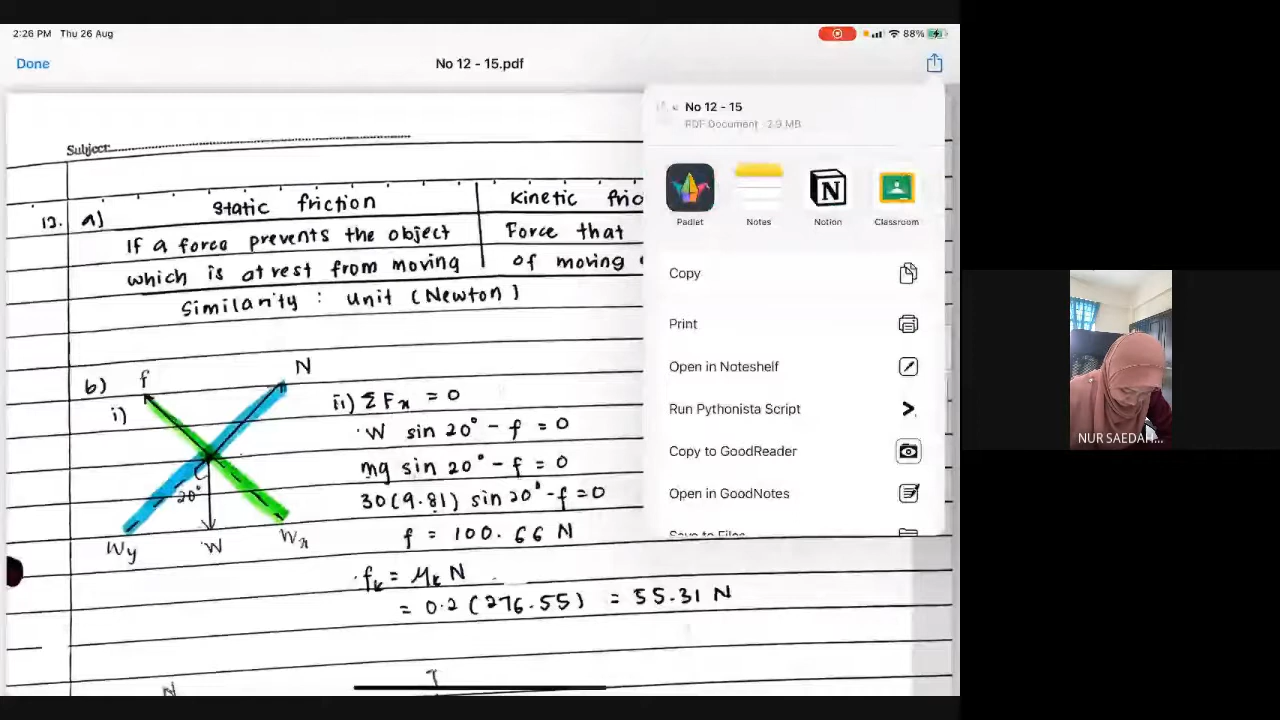 2:26 PM Thu 26 Aug
88%
Done
No 12 - 15.pdf
No 12 - 15
PDF Document · 2.9 MB
Padlet
Notes
Notion
Classroom
Copy
Print
Open in Noteshelf
Run Pythonista Script
Copy to GoodReader
Open in GoodNotes
Save to Files
Subject:
13. a) static friction
Kinetic fric
If a force prevents the object
Force that
which is at rest from moving
of moving
Similarity : Unit (Newton)
b) f
N
i)
20°
Wy
W
Wx
ii) ΣFx = 0
W sin 20° - f = 0
mg sin 20° - f = 0
30(9.81) sin 20° - f = 0
f = 100.66 N
fk = μk N
= 0.2 (276.55) = 55.31 N
N
T
NUR SAEDAH...